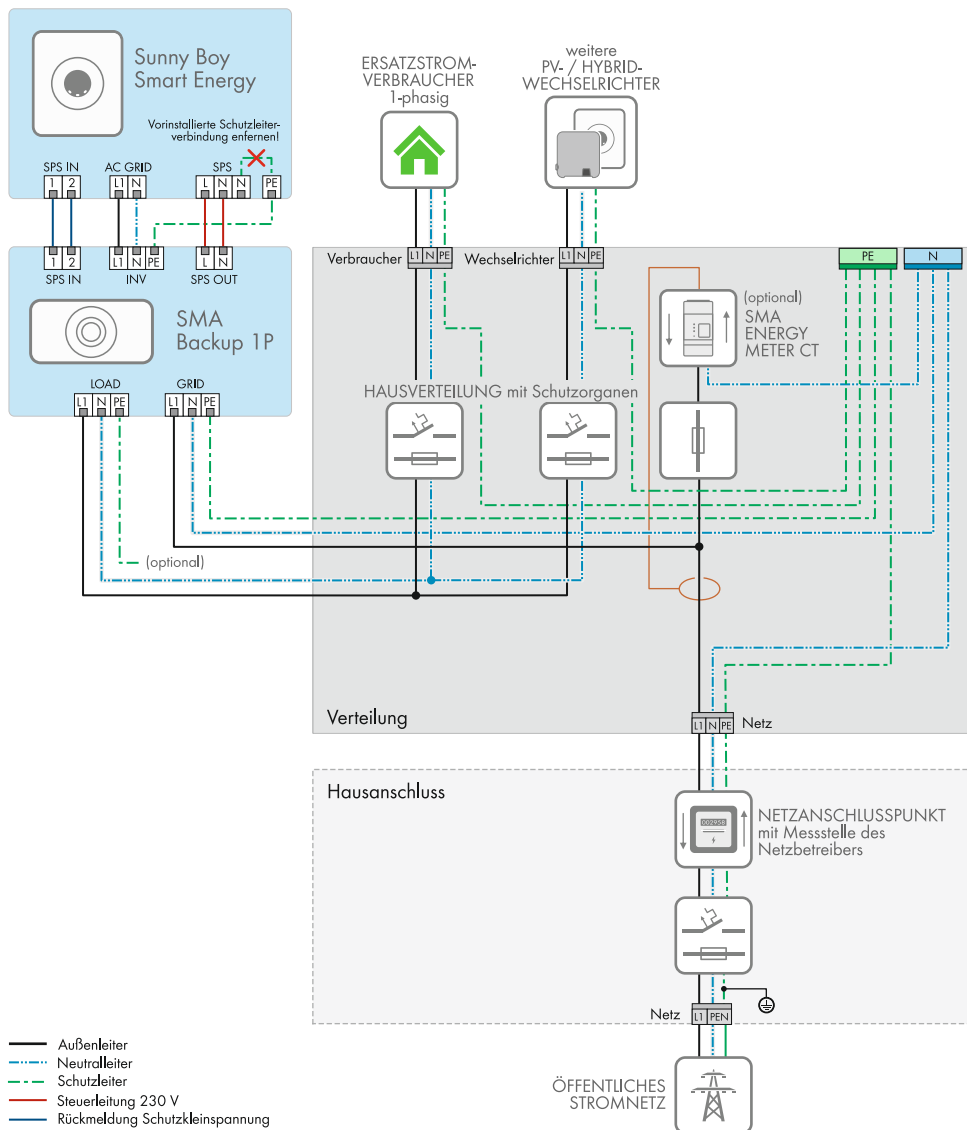 Sunny Boy
Smart Energy
Vorinstallierte Schutzleiter-
verbindung enfernen!
SPS IN
AC GRID
SPS
1 2
L1 N
L N N
PE
1 2
L1 N PE
L N
SPS IN
INV
SPS OUT
SMA
Backup 1P
LOAD
GRID
L1 N PE
L1 N PE
(optional)
ERSATZSTROM-
VERBRAUCHER
1-phasig
weitere
PV- / HYBRID-
WECHSELRICHTER
Verbraucher
L1 N PE
Wechselrichter
L1 N PE
PE
N
(optional)
SMA
ENERGY
METER CT
HAUSVERTEILUNG mit Schutzorganen
Verteilung
L1 N PE
Netz
Hausanschluss
NETZANSCHLUSSPUNKT
mit Messstelle des
Netzbetreibers
Netz
L1 PEN
ÖFFENTLICHES
STROMNETZ
Außenleiter
Neutralleiter
Schutzleiter
Steuerleitung 230 V
Rückmeldung Schutzkleinspannung